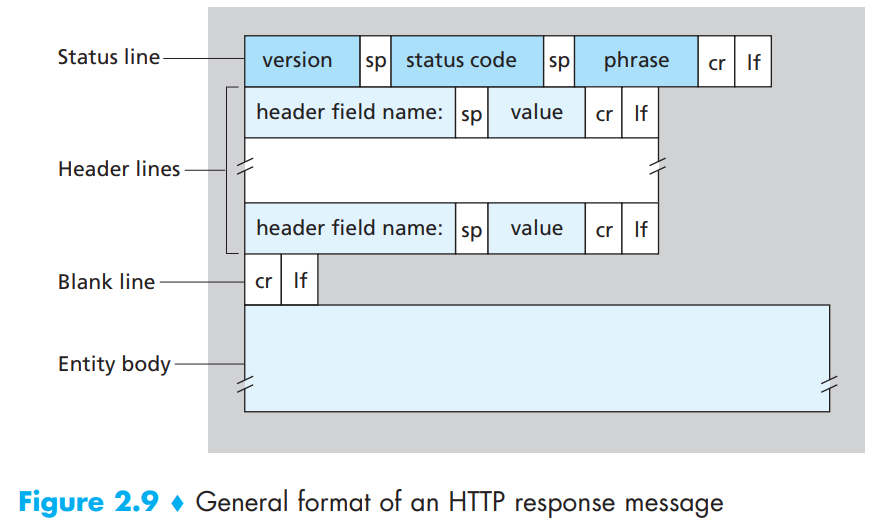 Status line
version sp status code sp phrase cr lf
header field name: sp value cr lf
Header lines
header field name: sp value cr lf
Blank line
cr lf
Entity body
Figure 2.9 ♦ General format of an HTTP response message